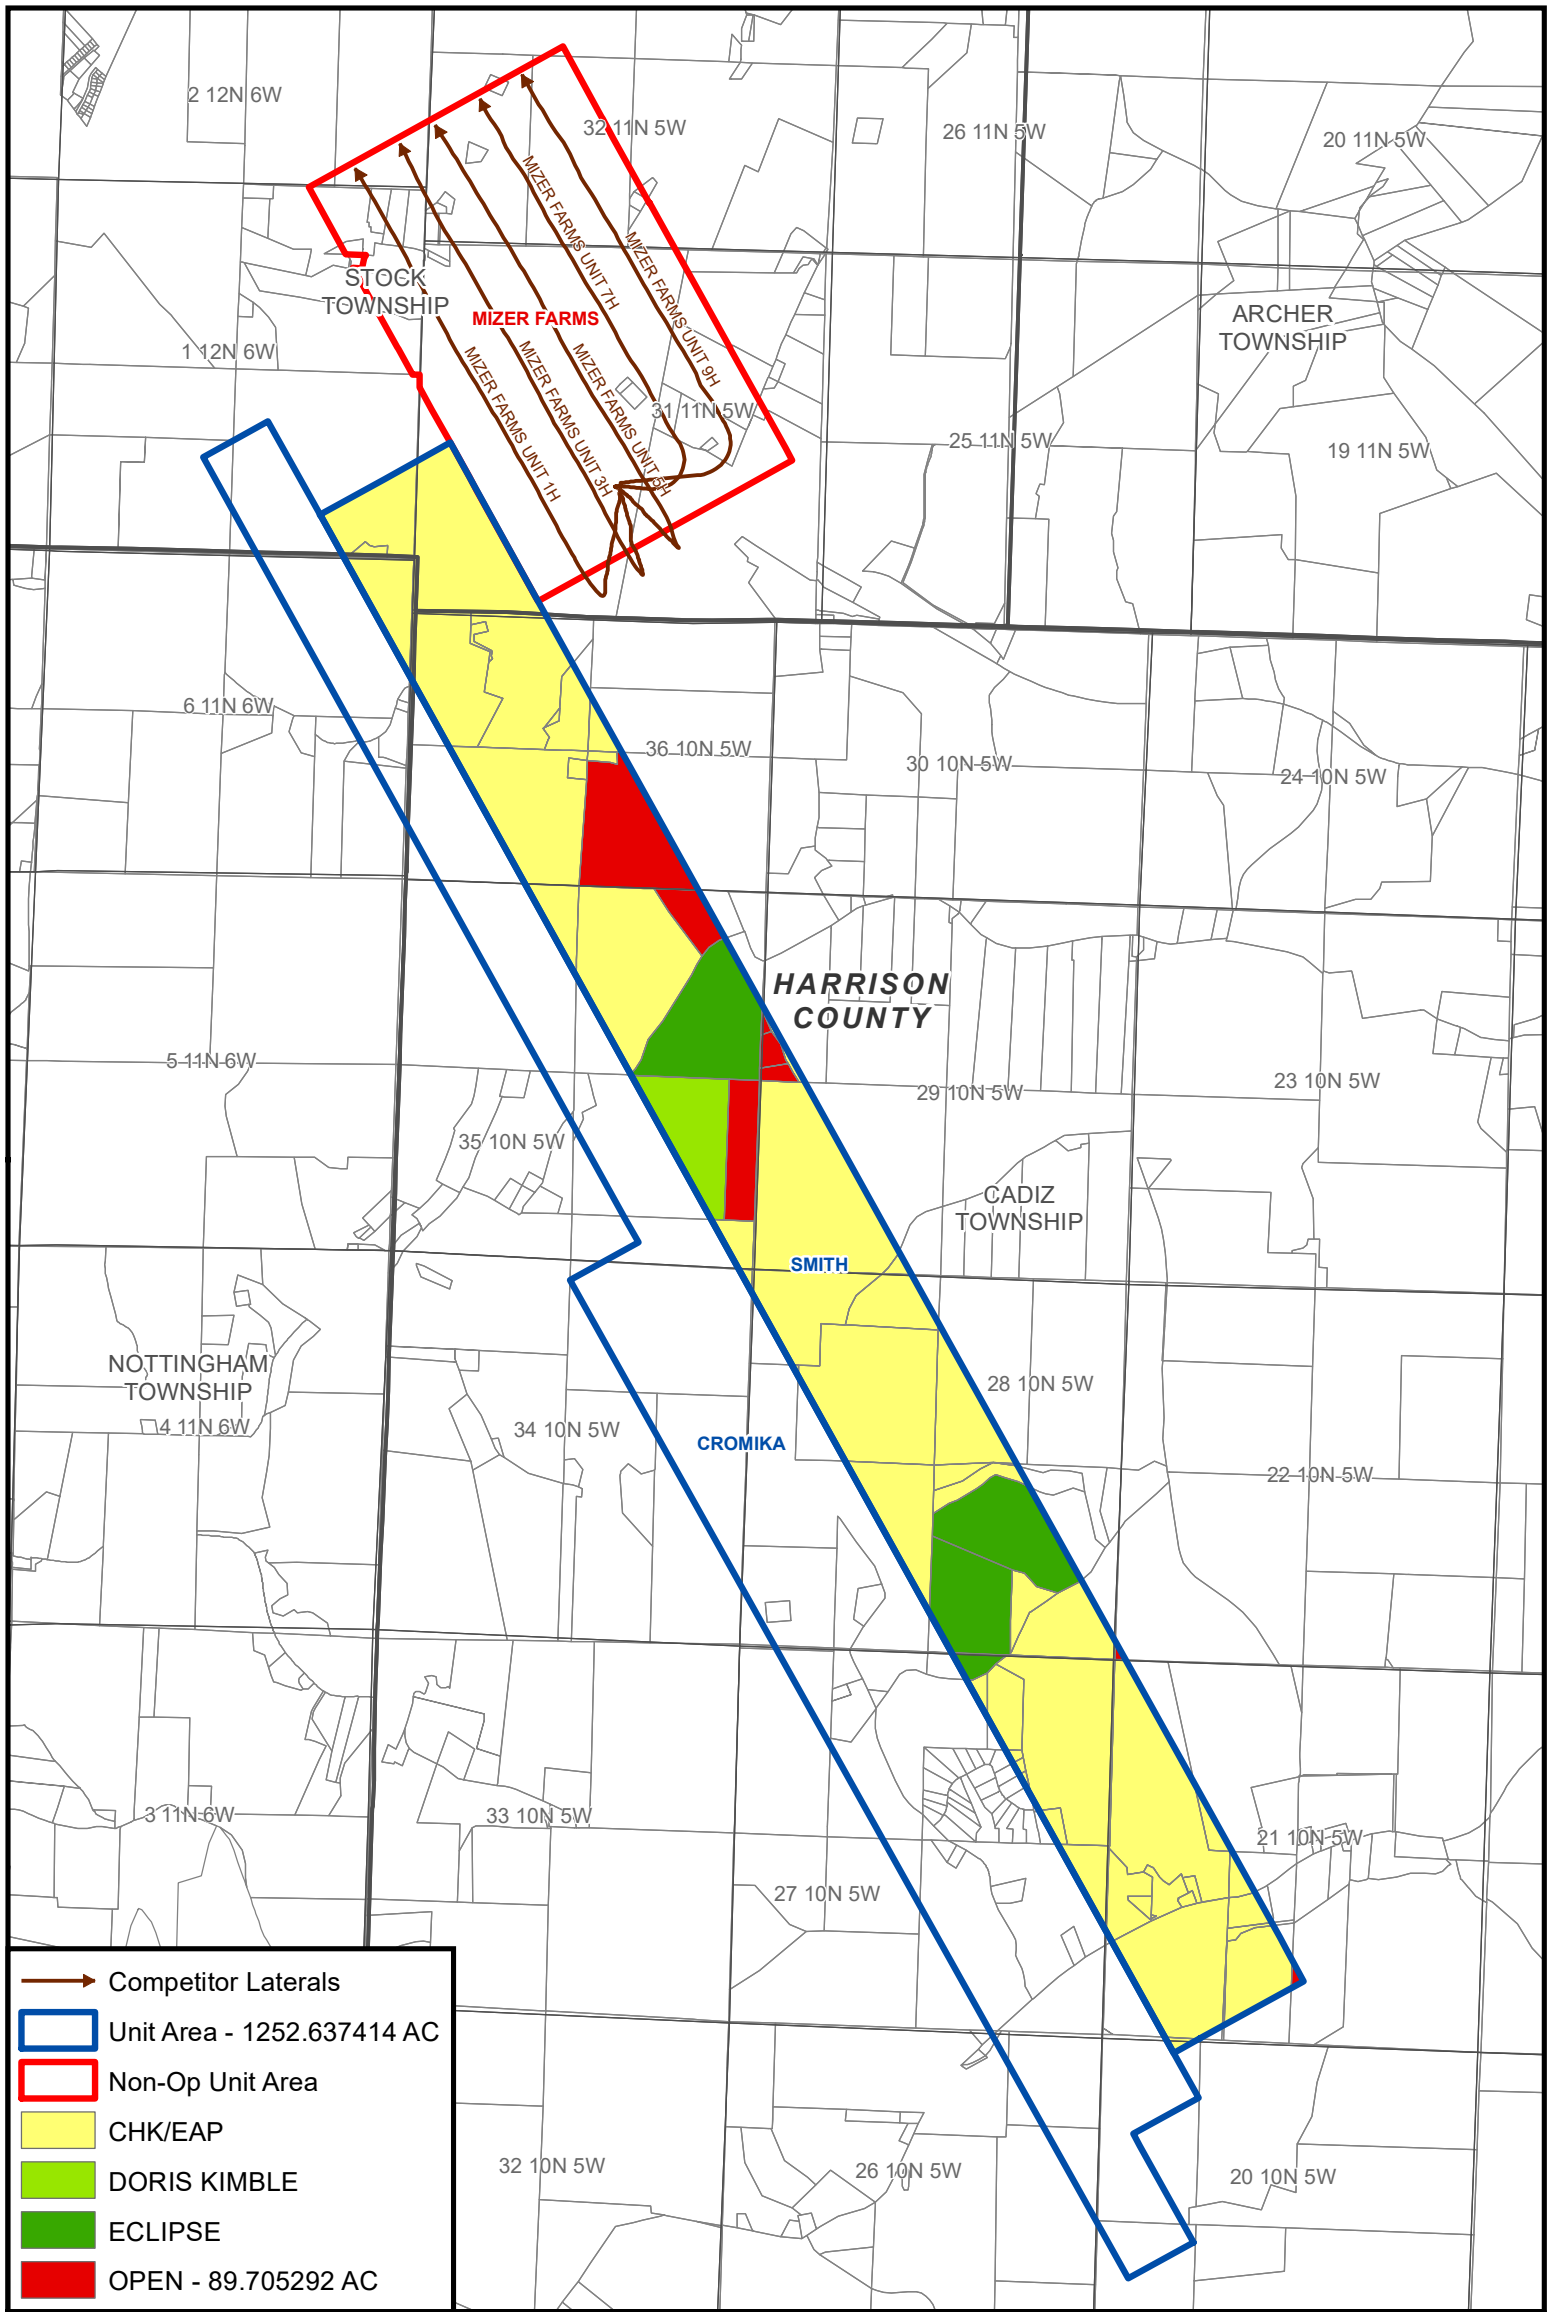 2 12N 6W
32 11N 5W
26 11N 5W
20 11N 5W
MIZER FARMS UNIT 7H
MIZER FARMS UNIT 9H
STOCK
TOWNSHIP
MIZER FARMS
ARCHER
TOWNSHIP
1 12N 6W
MIZER FARMS UNIT 1H
MIZER FARMS UNIT 3H
MIZER FARMS UNIT 5H
31 11N 5W
25 11N 5W
19 11N 5W
6 11N 6W
36 10N 5W
30 10N 5W
24 10N 5W
HARRISON
COUNTY
5 11N 6W
29 10N 5W
23 10N 5W
35 10N 5W
CADIZ
TOWNSHIP
SMITH
NOTTINGHAM
TOWNSHIP
4 11N 6W
28 10N 5W
34 10N 5W
CROMIKA
22 10N 5W
3 11N 6W
33 10N 5W
21 10N 5W
27 10N 5W
32 10N 5W
26 10N 5W
20 10N 5W
Competitor Laterals
Unit Area - 1252.637414 AC
Non-Op Unit Area
CHK/EAP
DORIS KIMBLE
ECLIPSE
OPEN - 89.705292 AC